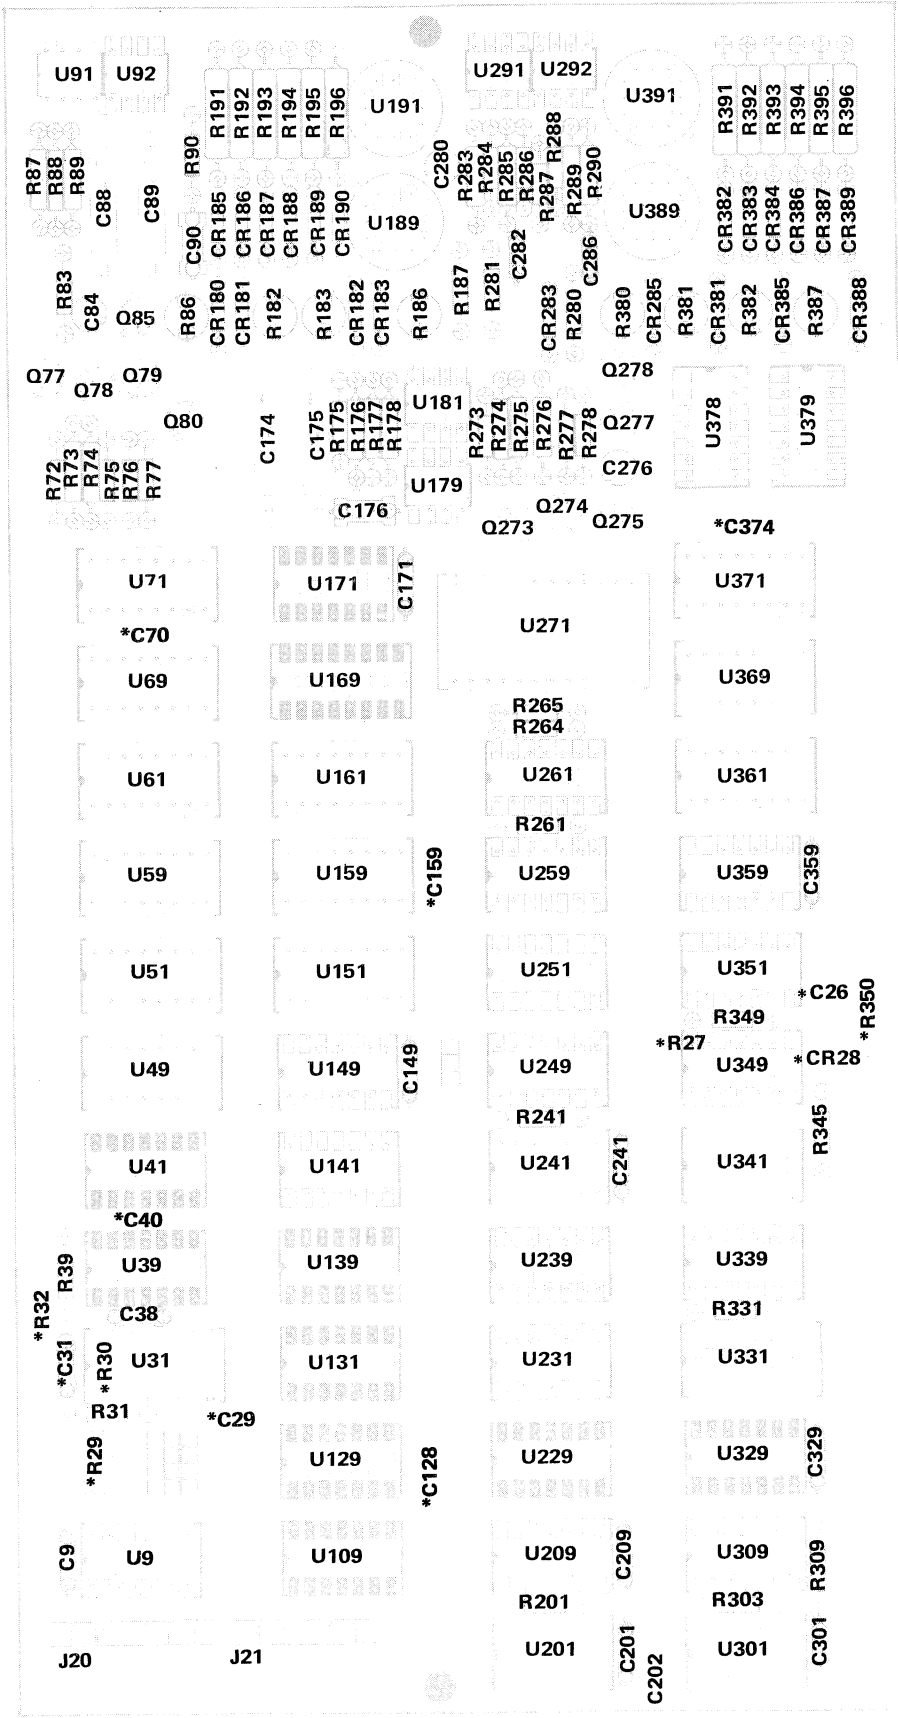 U91 U92 U291 U292
R191 R192 R193 R194 R195 R196 U191 U391 R391 R392 R393 R394 R395 R396
R87 R88 R89 R90 C280 R283 R284 R285 R286 R288 R287 R289 R290
C88 C89 C90 CR185 CR186 CR187 CR188 CR189 CR190 U189 C282 C286 U389 CR382 CR383 CR384 CR386 CR387 CR389
R83 C84 Q85 R86 CR180 CR181 R182 R183 CR182 CR183 R186 R187 R281 CR283 R280 R380 CR285 R381 CR381 R382 CR385 R387 CR388
Q77 Q78 Q79 Q278
Q80 C174 C175 R175 R176 R177 R178 U181 R273 R274 R275 R276 R277 R278 Q277 U378 U379
R72 R73 R74 R75 R76 R77 U179 C276
C176 Q273 Q274 Q275 *C374
U71 U171 C171 U371
*C70 U271
U69 U169 U369
R265
R264
U61 U161 U261 U361
R261
U59 U159 *C159 U259 U359 C359
U51 U151 U251 U351
*C26 *R350
R349
*R27
U49 U149 C149 U249 U349 *CR28
R241 R345
U41 U141 U241 C241 U341
*C40
R39 U39 U139 U239 U339
*R32 C38 R331
*C31 *R30 U31 U131 U231 U331
R31 *C29
*R29 U129 *C128 U229 U329 C329
C9 U9 U109 U209 C209 U309 R309
R201 R303
U201 C201 U301 C301
J20 J21 C202